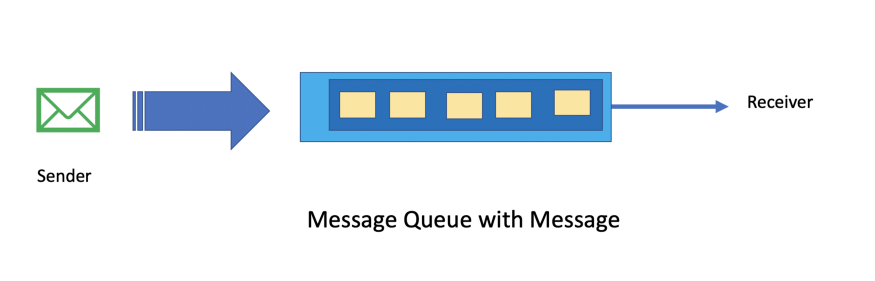 Receiver
Sender
Message Queue with Message